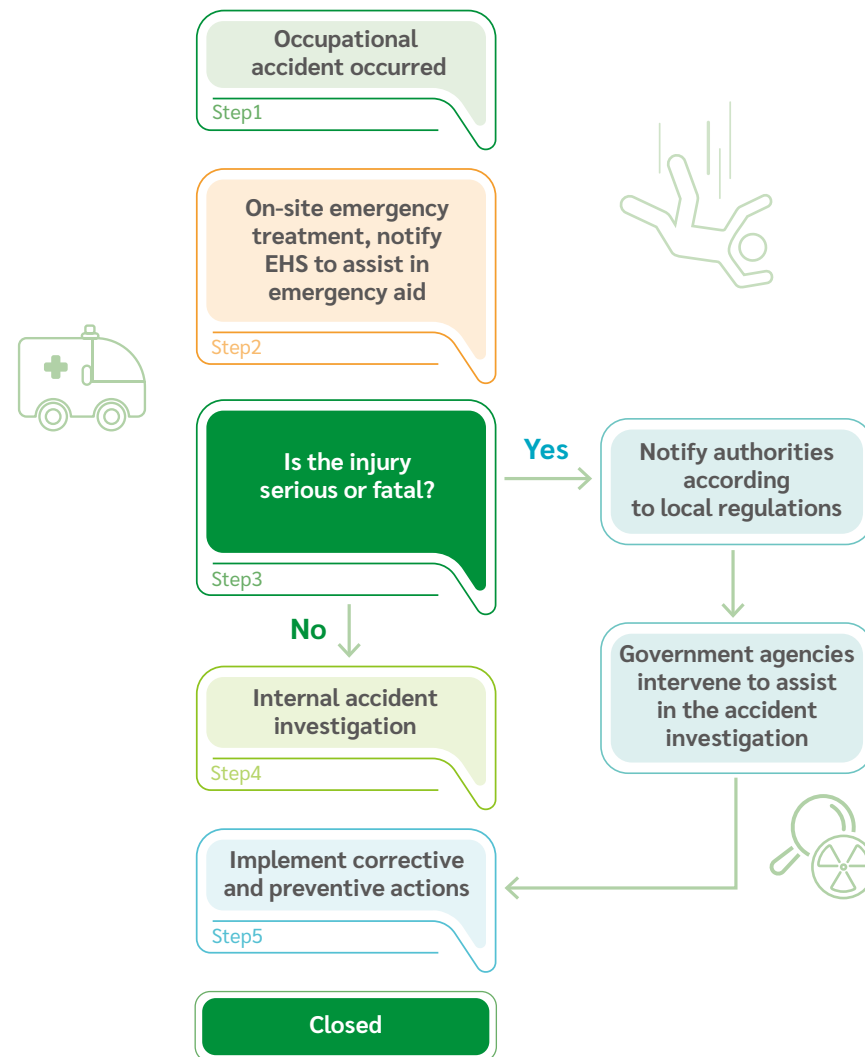 Occupational
accident occurred
Step1
On-site emergency
treatment, notify
EHS to assist in
emergency aid
Step2
Is the injury
serious or fatal?
Step3
Yes
Notify authorities
according
to local regulations
No
Government agencies
intervene to assist
in the accident
investigation
Internal accident
investigation
Step4
Implement corrective
and preventive actions
Step5
Closed